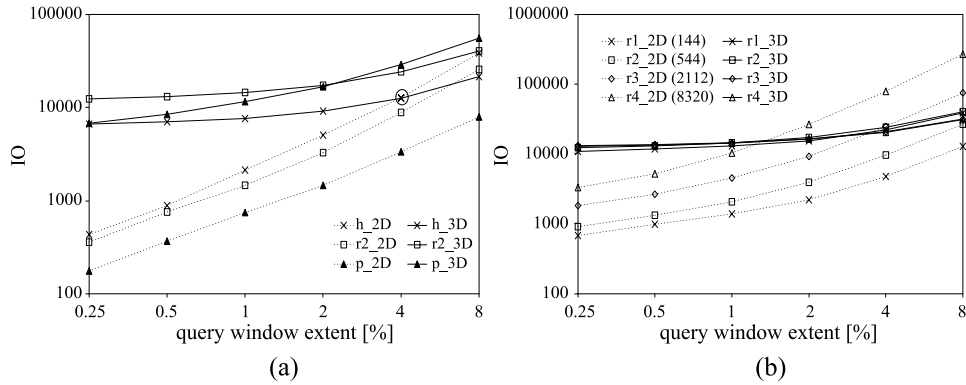 100000
10000
1000
100
IO
h_2D h_3D
r2_2D r2_3D
p_2D p_3D
0.25 0.5 1 2 4 8
query window extent [%]
(a)
1000000
100000
10000
1000
100
IO
r1_2D (144) r1_3D
r2_2D (544) r2_3D
r3_2D (2112) r3_3D
r4_2D (8320) r4_3D
0.25 0.5 1 2 4 8
query window extent [%]
(b)